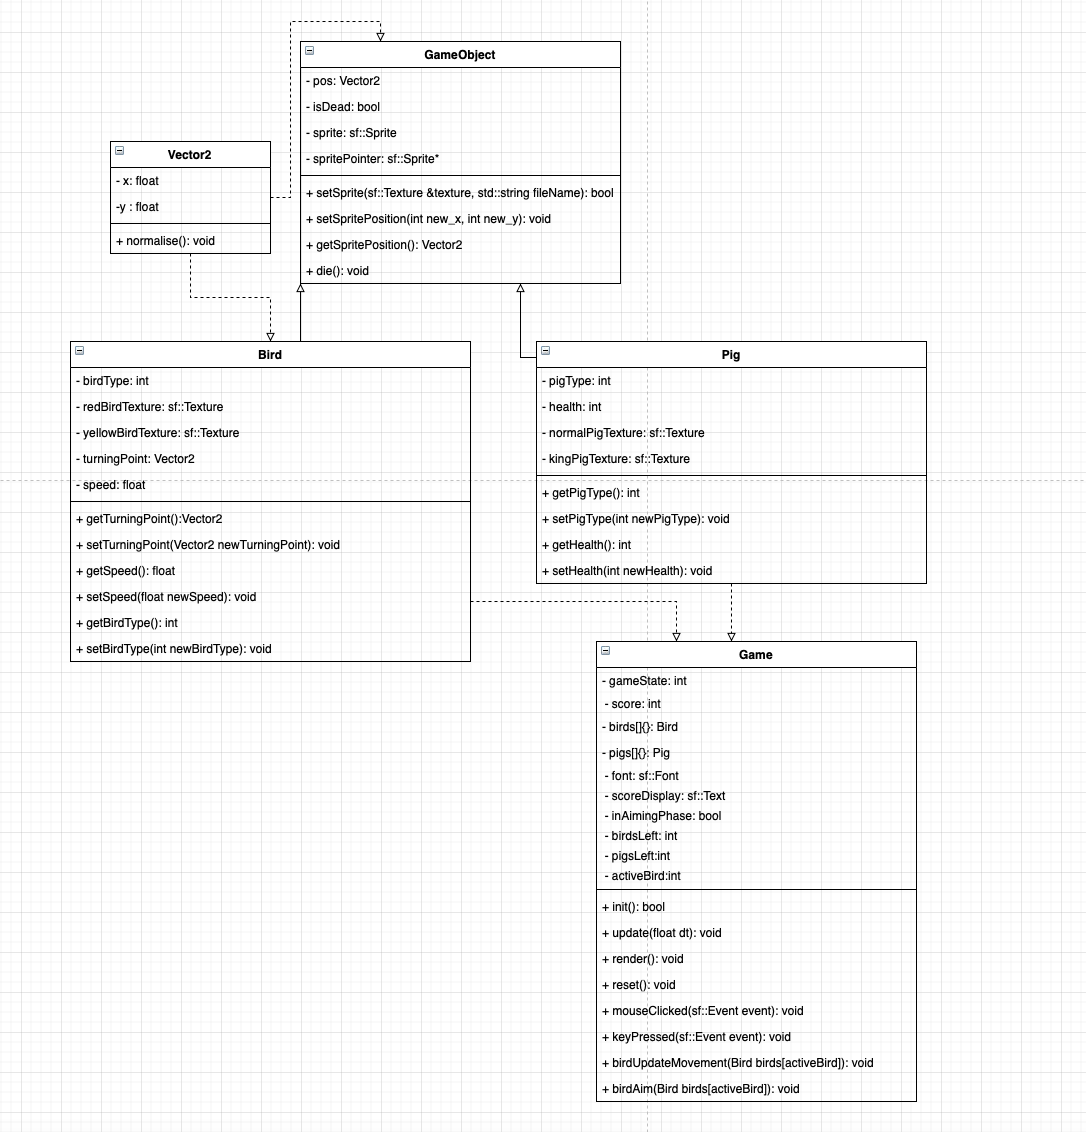 GameObject
- pos: Vector2
- isDead: bool
- sprite: sf::Sprite
- spritePointer: sf::Sprite*
+ setSprite(sf::Texture &texture, std::string fileName): bool
+ setSpritePosition(int new_x, int new_y): void
+ getSpritePosition(): Vector2
+ die(): void
Vector2
- x: float
-y : float
+ normalise(): void
Bird
- birdType: int
- redBirdTexture: sf::Texture
- yellowBirdTexture: sf::Texture
- turningPoint: Vector2
- speed: float
+ getTurningPoint():Vector2
+ setTurningPoint(Vector2 newTurningPoint): void
+ getSpeed(): float
+ setSpeed(float newSpeed): void
+ getBirdType(): int
+ setBirdType(int newBirdType): void
Pig
- pigType: int
- health: int
- normalPigTexture: sf::Texture
- kingPigTexture: sf::Texture
+ getPigType(): int
+ setPigType(int newPigType): void
+ getHealth(): int
+ setHealth(int newHealth): void
Game
- gameState: int
- score: int
- birds[]{}: Bird
- pigs[]{}: Pig
- font: sf::Font
- scoreDisplay: sf::Text
- inAimingPhase: bool
- birdsLeft: int
- pigsLeft:int
- activeBird:int
+ init(): bool
+ update(float dt): void
+ render(): void
+ reset(): void
+ mouseClicked(sf::Event event): void
+ keyPressed(sf::Event event): void
+ birdUpdateMovement(Bird birds[activeBird]): void
+ birdAim(Bird birds[activeBird]): void